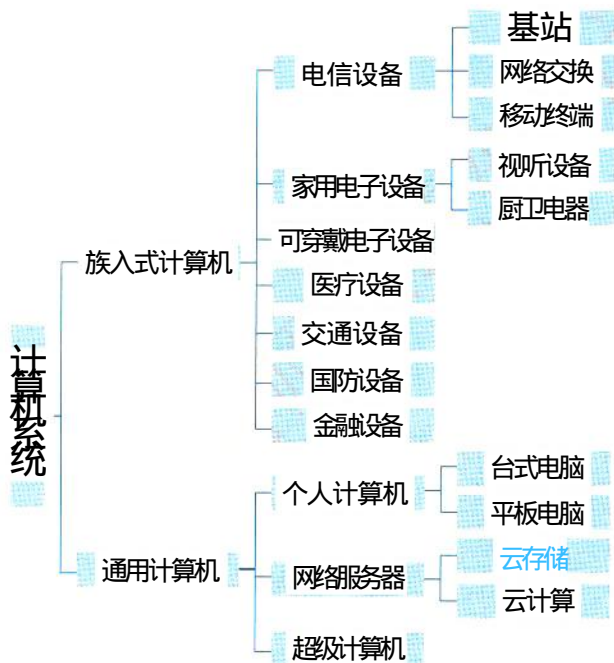 计算机系统
族入式计算机
电信设备
基站
网络交换
移动终端
家用电子设备
视听设备
厨卫电器
可穿戴电子设备
医疗设备
交通设备
国防设备
金融设备
通用计算机
个人计算机
台式电脑
平板电脑
网络服务器
云存储
云计算
超级计算机